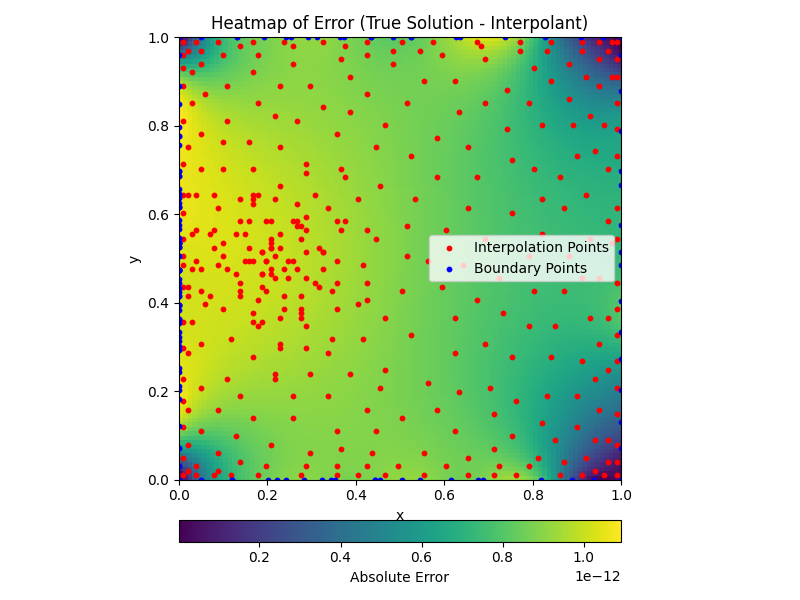 Heatmap of Error (True Solution - Interpolant)
1.0
0.8
0.6
0.4
0.2
0.0
y
Interpolation Points
Boundary Points
0.0 0.2 0.4 0.6 0.8 1.0
x
0.2 0.4 0.6 0.8 1.0
1e−12
Absolute Error